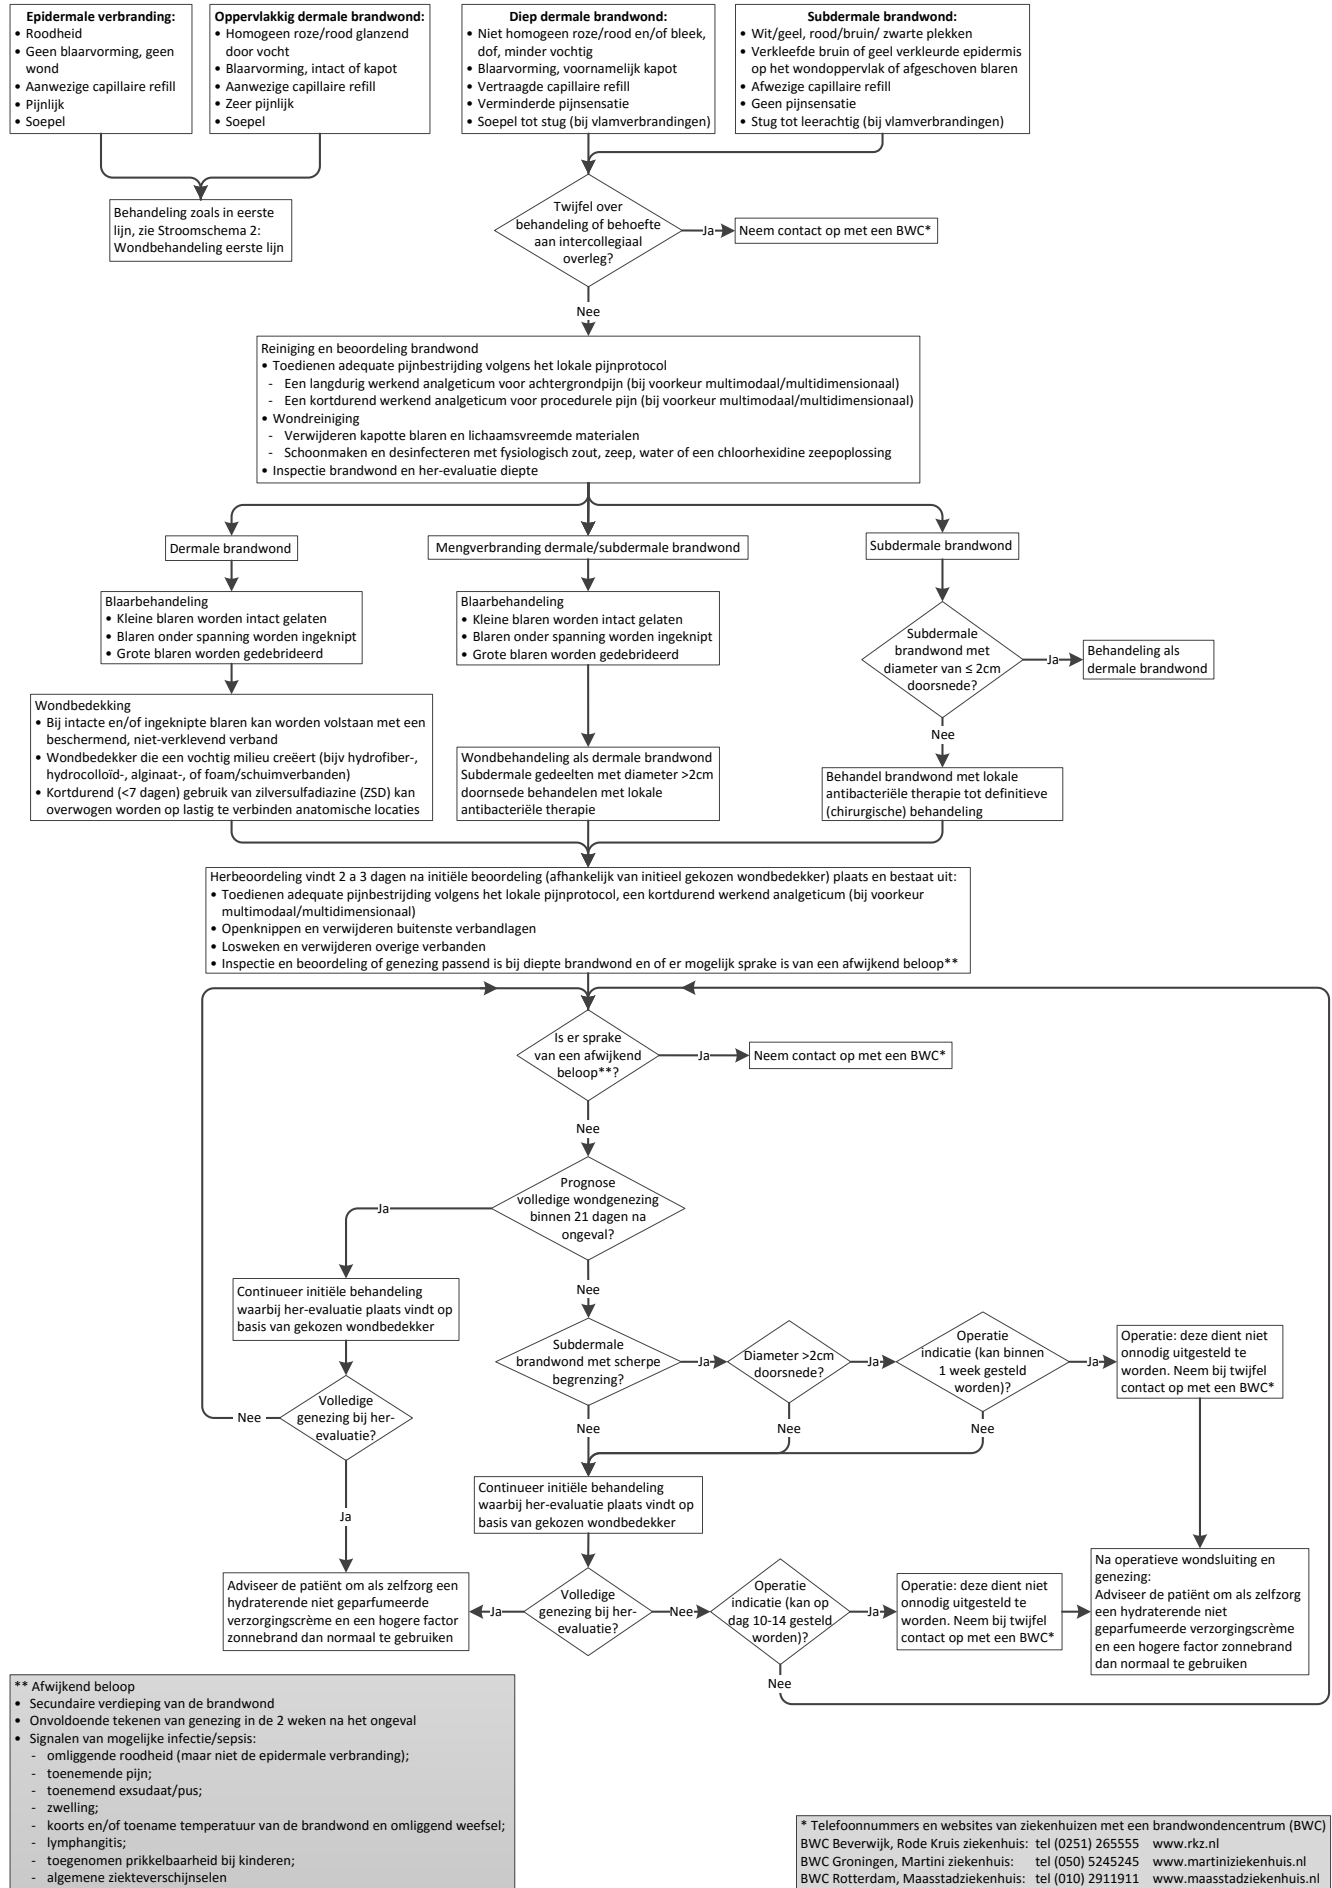 Epidermale verbranding:
• Roodheid
• Geen blaarvorming, geen
wond
• Aanwezige capillaire refill
• Pijnlijk
• Soepel
Oppervlakkig dermale brandwond:
• Homogeen roze/rood glanzend
door vocht
• Blaarvorming, intact of kapot
• Aanwezige capillaire refill
• Zeer pijnlijk
• Soepel
Diep dermale brandwond:
• Niet homogeen roze/rood en/of bleek,
dof, minder vochtig
• Blaarvorming, voornamelijk kapot
• Vertraagde capillaire refill
• Verminderde pijnsensatie
• Soepel tot stug (bij vlamverbrandingen)
Subdermale brandwond:
• Wit/geel, rood/bruin/ zwarte plekken
• Verkleefde bruin of geel verkleurde epidermis
op het wondoppervlak of afgeschoven blaren
• Afwezige capillaire refill
• Geen pijnsensatie
• Stug tot leerachtig (bij vlamverbrandingen)
Behandeling zoals in eerste
lijn, zie Stroomschema 2:
Wondbehandeling eerste lijn
Twijfel over
behandeling of behoefte
aan intercollegiaal
overleg?
Ja
Neem contact op met een BWC*
Nee
Reiniging en beoordeling brandwond
• Toedienen adequate pijnbestrijding volgens het lokale pijnprotocol
- Een langdurig werkend analgeticum voor achtergrondpijn (bij voorkeur multimodaal/multidimensionaal)
- Een kortdurend werkend analgeticum voor procedurele pijn (bij voorkeur multimodaal/multidimensionaal)
• Wondreiniging
- Verwijderen kapotte blaren en lichaamsvreemde materialen
- Schoonmaken en desinfecteren met fysiologisch zout, zeep, water of een chloorhexidine zeepoplossing
• Inspectie brandwond en her-evaluatie diepte
Dermale brandwond
Mengverbranding dermale/subdermale brandwond
Subdermale brandwond
Blaarbehandeling
• Kleine blaren worden intact gelaten
• Blaren onder spanning worden ingeknipt
• Grote blaren worden gedebrideerd
Blaarbehandeling
• Kleine blaren worden intact gelaten
• Blaren onder spanning worden ingeknipt
• Grote blaren worden gedebrideerd
Subdermale
brandwond met
diameter van ≤ 2cm
doorsnede?
Ja
Behandeling als
dermale brandwond
Nee
Wondbedekking
• Bij intacte en/of ingeknipte blaren kan worden volstaan met een
beschermend, niet-verklevend verband
• Wondbedekker die een vochtig milieu creëert (bijv hydrofiber-,
hydrocolloïd-, alginaat-, of foam/schuimverbanden)
• Kortdurend (<7 dagen) gebruik van zilversulfadiazine (ZSD) kan
overwogen worden op lastig te verbinden anatomische locaties
Wondbehandeling als dermale brandwond
Subdermale gedeelten met diameter >2cm
doornsede behandelen met lokale
antibacteriële therapie
Behandel brandwond met lokale
antibacteriële therapie tot definitieve
(chirurgische) behandeling
Herbeoordeling vindt 2 a 3 dagen na initiële beoordeling (afhankelijk van initieel gekozen wondbedekker) plaats en bestaat uit:
• Toedienen adequate pijnbestrijding volgens het lokale pijnprotocol, een kortdurend werkend analgeticum (bij voorkeur
multimodaal/multidimensionaal)
• Openknippen en verwijderen buitenste verbandlagen
• Losweken en verwijderen overige verbanden
• Inspectie en beoordeling of genezing passend is bij diepte brandwond en of er mogelijk sprake is van een afwijkend beloop**
Is er sprake
van een afwijkend
beloop**?
Ja
Neem contact op met een BWC*
Nee
Prognose
volledige wondgenezing
binnen 21 dagen na
ongeval?
Ja
Nee
Continueer initiële behandeling
waarbij her-evaluatie plaats vindt op
basis van gekozen wondbedekker
Subdermale
brandwond met scherpe
begrenzing?
Ja
Diameter >2cm
doorsnede?
Ja
Operatie
indicatie (kan binnen
1 week gesteld
worden)?
Ja
Operatie: deze dient niet
onnodig uitgesteld te
worden. Neem bij twijfel
contact op met een BWC*
Nee
Volledige
genezing bij her-
evaluatie?
Nee
Nee
Nee
Continueer initiële behandeling
waarbij her-evaluatie plaats vindt op
basis van gekozen wondbedekker
Ja
Adviseer de patiënt om als zelfzorg een
hydraterende niet geparfumeerde
verzorgingscrème en een hogere factor
zonnebrand dan normaal te gebruiken
Ja
Volledige
genezing bij her-
evaluatie?
Nee
Operatie
indicatie (kan op
dag 10-14 gesteld
worden)?
Ja
Operatie: deze dient niet
onnodig uitgesteld te
worden. Neem bij twijfel
contact op met een BWC*
Na operatieve wondsluiting en
genezing:
Adviseer de patiënt om als zelfzorg
een hydraterende niet
geparfumeerde verzorgingscrème
en een hogere factor zonnebrand
dan normaal te gebruiken
Nee
** Afwijkend beloop
• Secundaire verdieping van de brandwond
• Onvoldoende tekenen van genezing in de 2 weken na het ongeval
• Signalen van mogelijke infectie/sepsis:
- omliggende roodheid (maar niet de epidermale verbranding);
- toenemende pijn;
- toenemend exsudaat/pus;
- zwelling;
- koorts en/of toename temperatuur van de brandwond en omliggend weefsel;
- lymphangitis;
- toegenomen prikkelbaarheid bij kinderen;
- algemene ziekteverschijnselen
* Telefoonnummers en websites van ziekenhuizen met een brandwondencentrum (BWC)
BWC Beverwijk, Rode Kruis ziekenhuis: tel (0251) 265555 www.rkz.nl
BWC Groningen, Martini ziekenhuis: tel (050) 5245245 www.martiniziekenhuis.nl
BWC Rotterdam, Maasstadziekenhuis: tel (010) 2911911 www.maasstadziekenhuis.nl